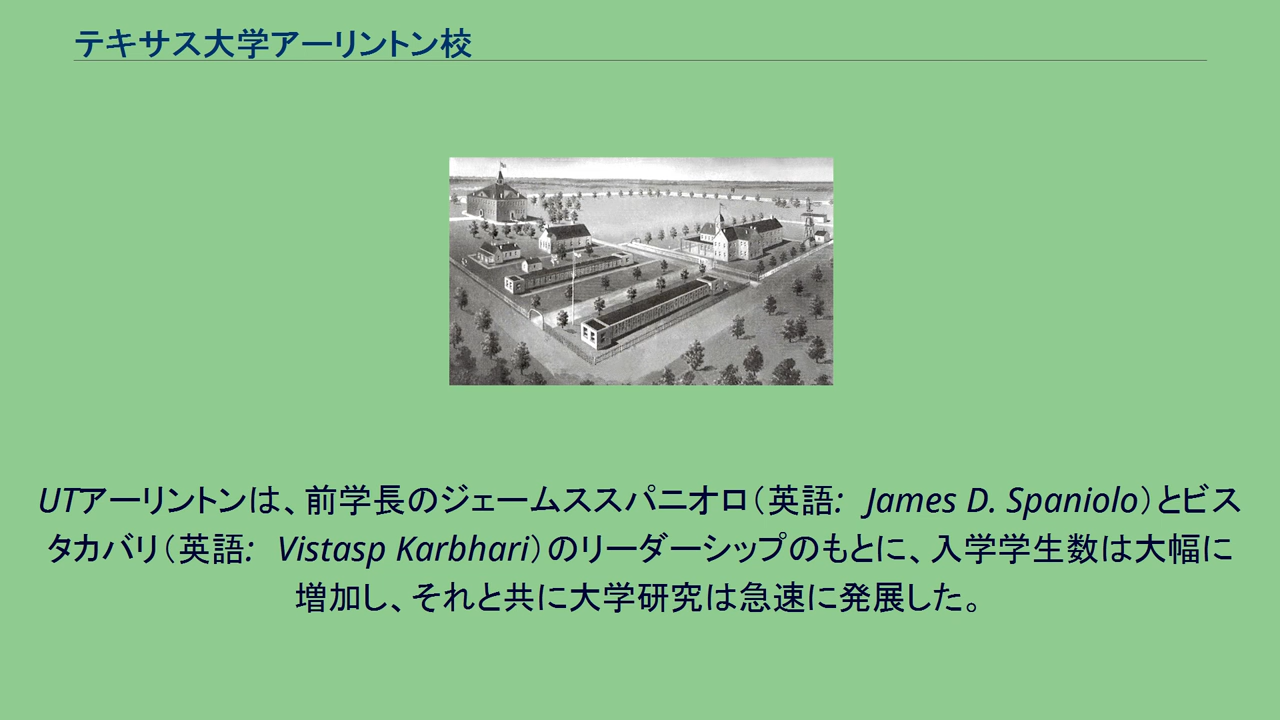 テキサス大学アーリントン校
UTアーリントンは、前学長のジェームススパニオロ（英語: James D. Spaniolo）とビス
タカバリ（英語: Vistasp Karbhari）のリーダーシップのもとに、入学学生数は大幅に
増加し、それと共に大学研究は急速に発展した。